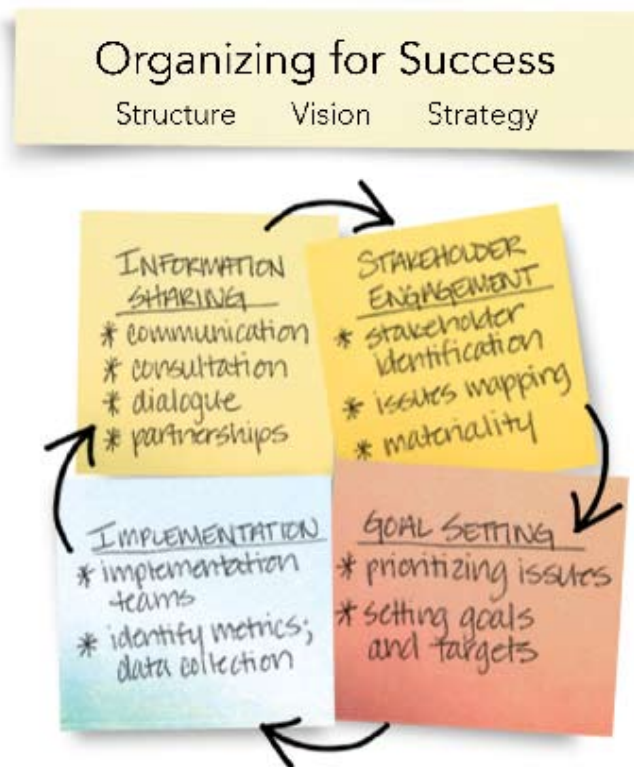 Organizing for Success
Structure Vision Strategy
INFORMATION
SHARING
* communication
* consultation
* dialogue
* partnerships
STAKEHOLDER
ENGAGEMENT
* stakeholder
identification
* issues mapping
* materiality
IMPLEMENTATION
* implementation
teams
* identify metrics;
data collection
GOAL SETTING
* prioritizing issues
* setting goals
and targets